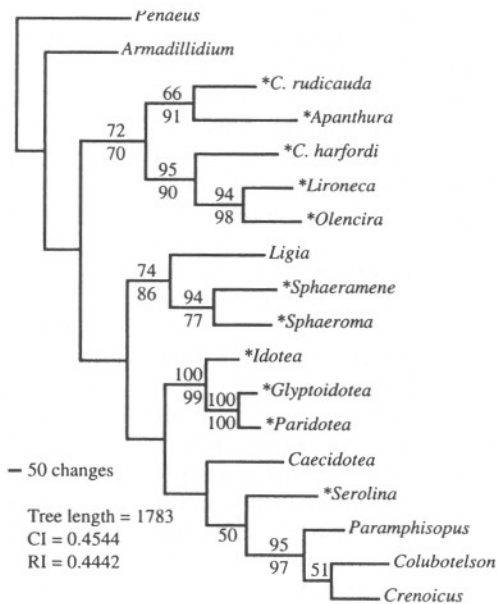 Penaeus
Armadillidium
*C. rudicauda
66
91
*Apanthura
72
70
*C. harfordi
95
90
*Lironeca
94
98
*Olencira
Ligia
74
86
*Sphaeramene
94
77
*Sphaeroma
*Idotea
100
99
*Glyptoidotea
100
100
*Paridotea
Caecidotea
– 50 changes
*Serolina
50
Tree length = 1783
CI = 0.4544
RI = 0.4442
Paramphisopus
95
97
Colubotelson
51
Crenoicus